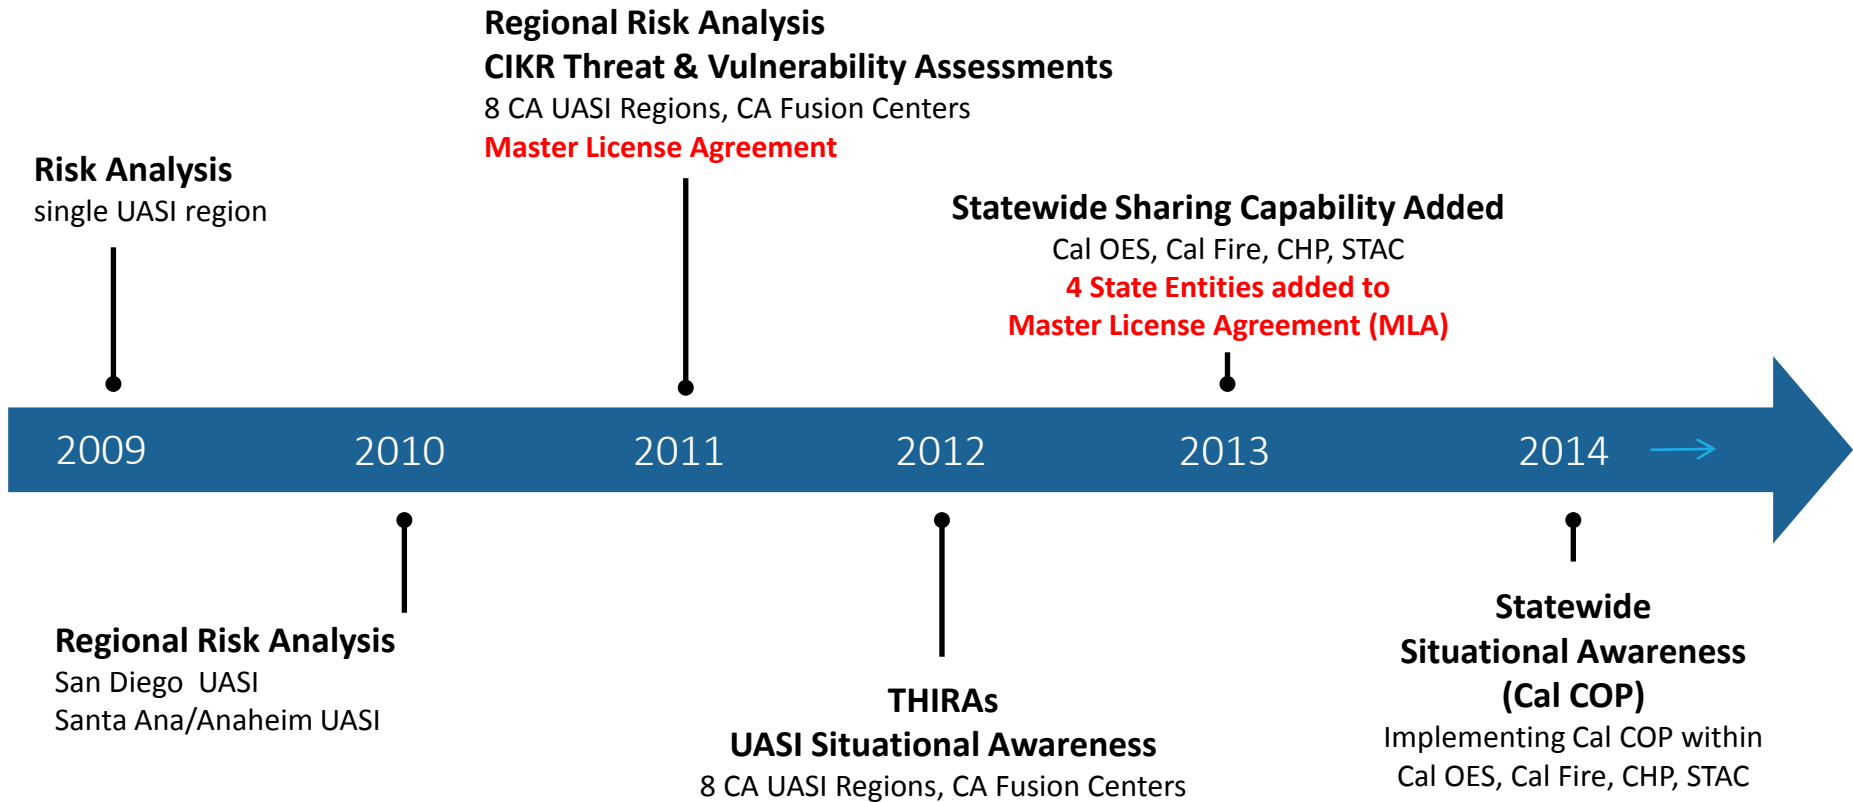 Regional Risk Analysis
CIKR Threat & Vulnerability Assessments
8 CA UASI Regions, CA Fusion Centers
Master License Agreement
Risk Analysis
single UASI region
Statewide Sharing Capability Added
Cal OES, Cal Fire, CHP, STAC
4 State Entities added to
Master License Agreement (MLA)
2009
2010
2011
2012
2013
2014
Regional Risk Analysis
San Diego UASI
Santa Ana/Anaheim UASI
THIRAs
UASI Situational Awareness
8 CA UASI Regions, CA Fusion Centers
Statewide
Situational Awareness
(Cal COP)
Implementing Cal COP within
Cal OES, Cal Fire, CHP, STAC